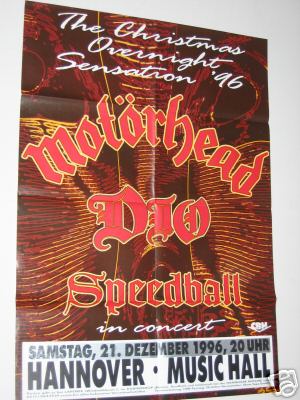 The Christmas
Overnight
Sensation '96
motörhead
DIO
Speedball
in concert
CBH
SAMSTAG, 21. DEZEMBER 1996, 20 UHR
HANNOVER · MUSIC HALL